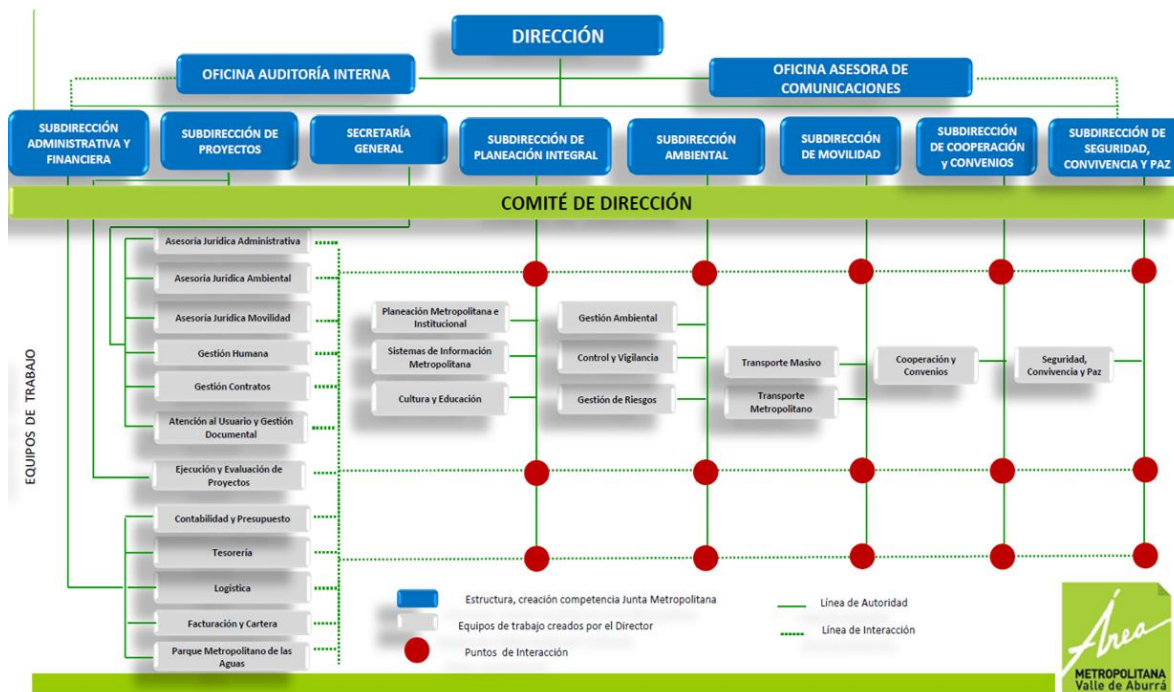 DIRECCIÓN
OFICINA AUDITORÍA INTERNA
OFICINA ASESORA DE
COMUNICACIONES
SUBDIRECCIÓN
ADMINISTRATIVA Y
FINANCIERA
SUBDIRECCIÓN DE
PROYECTOS
SECRETARÍA
GENERAL
SUBDIRECCIÓN DE
PLANEACIÓN INTEGRAL
SUBDIRECCIÓN
AMBIENTAL
SUBDIRECCIÓN
DE MOVILIDAD
SUBDIRECCIÓN
DE COOPERACIÓN
y CONVENIOS
SUBDIRECCIÓN DE
SEGURIDAD,
CONVIVENCIA Y PAZ
COMITÉ DE DIRECCIÓN
EQUIPOS DE TRABAJO
Asesoría Jurídica Administrativa
Asesoría Jurídica Ambiental
Asesoría Jurídica Movilidad
Gestión Humana
Gestión Contratos
Atención al Usuario y Gestión
Documental
Ejecución y Evaluación de
Proyectos
Contabilidad y Presupuesto
Tesorería
Logística
Facturación y Cartera
Parque Metropolitano de las
Aguas
Planeación Metropolitana e
Institucional
Sistemas de Información
Metropolitana
Cultura y Educación
Gestión Ambiental
Control y Vigilancia
Gestión de Riesgos
Transporte Masivo
Transporte
Metropolitano
Cooperación y
Convenios
Seguridad,
Convivencia y Paz
Estructura, creación competencia Junta Metropolitana
Equipos de trabajo creados por el Director
Puntos de Interacción
Línea de Autoridad
Línea de Interacción
Área
METROPOLITANA
Valle de Aburrá